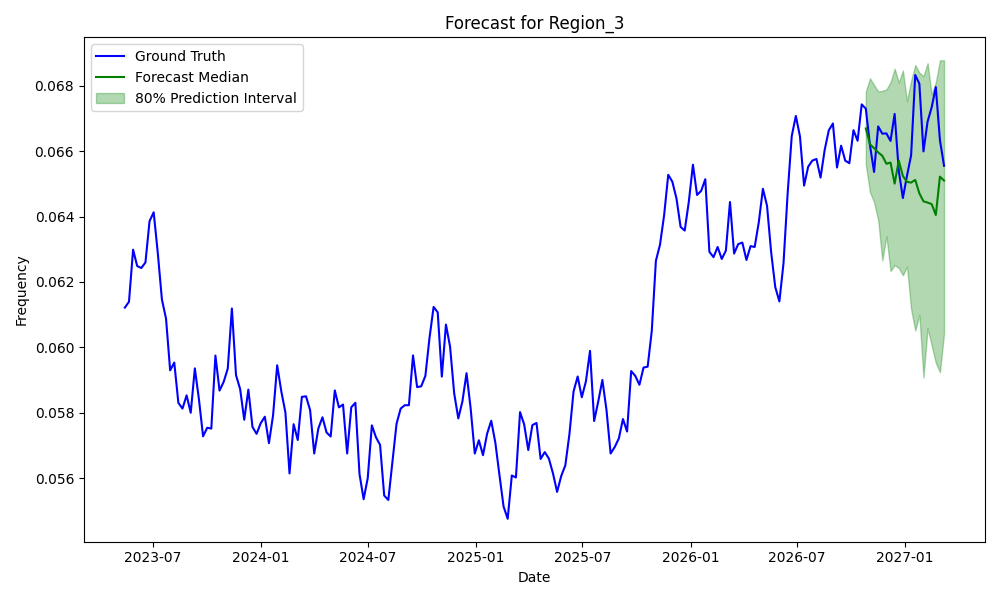 Forecast for Region_3
Ground Truth
Forecast Median
80% Prediction Interval
Frequency
0.068
0.066
0.064
0.062
0.060
0.058
0.056
2023-07
2024-01
2024-07
2025-01
2025-07
2026-01
2026-07
2027-01
Date